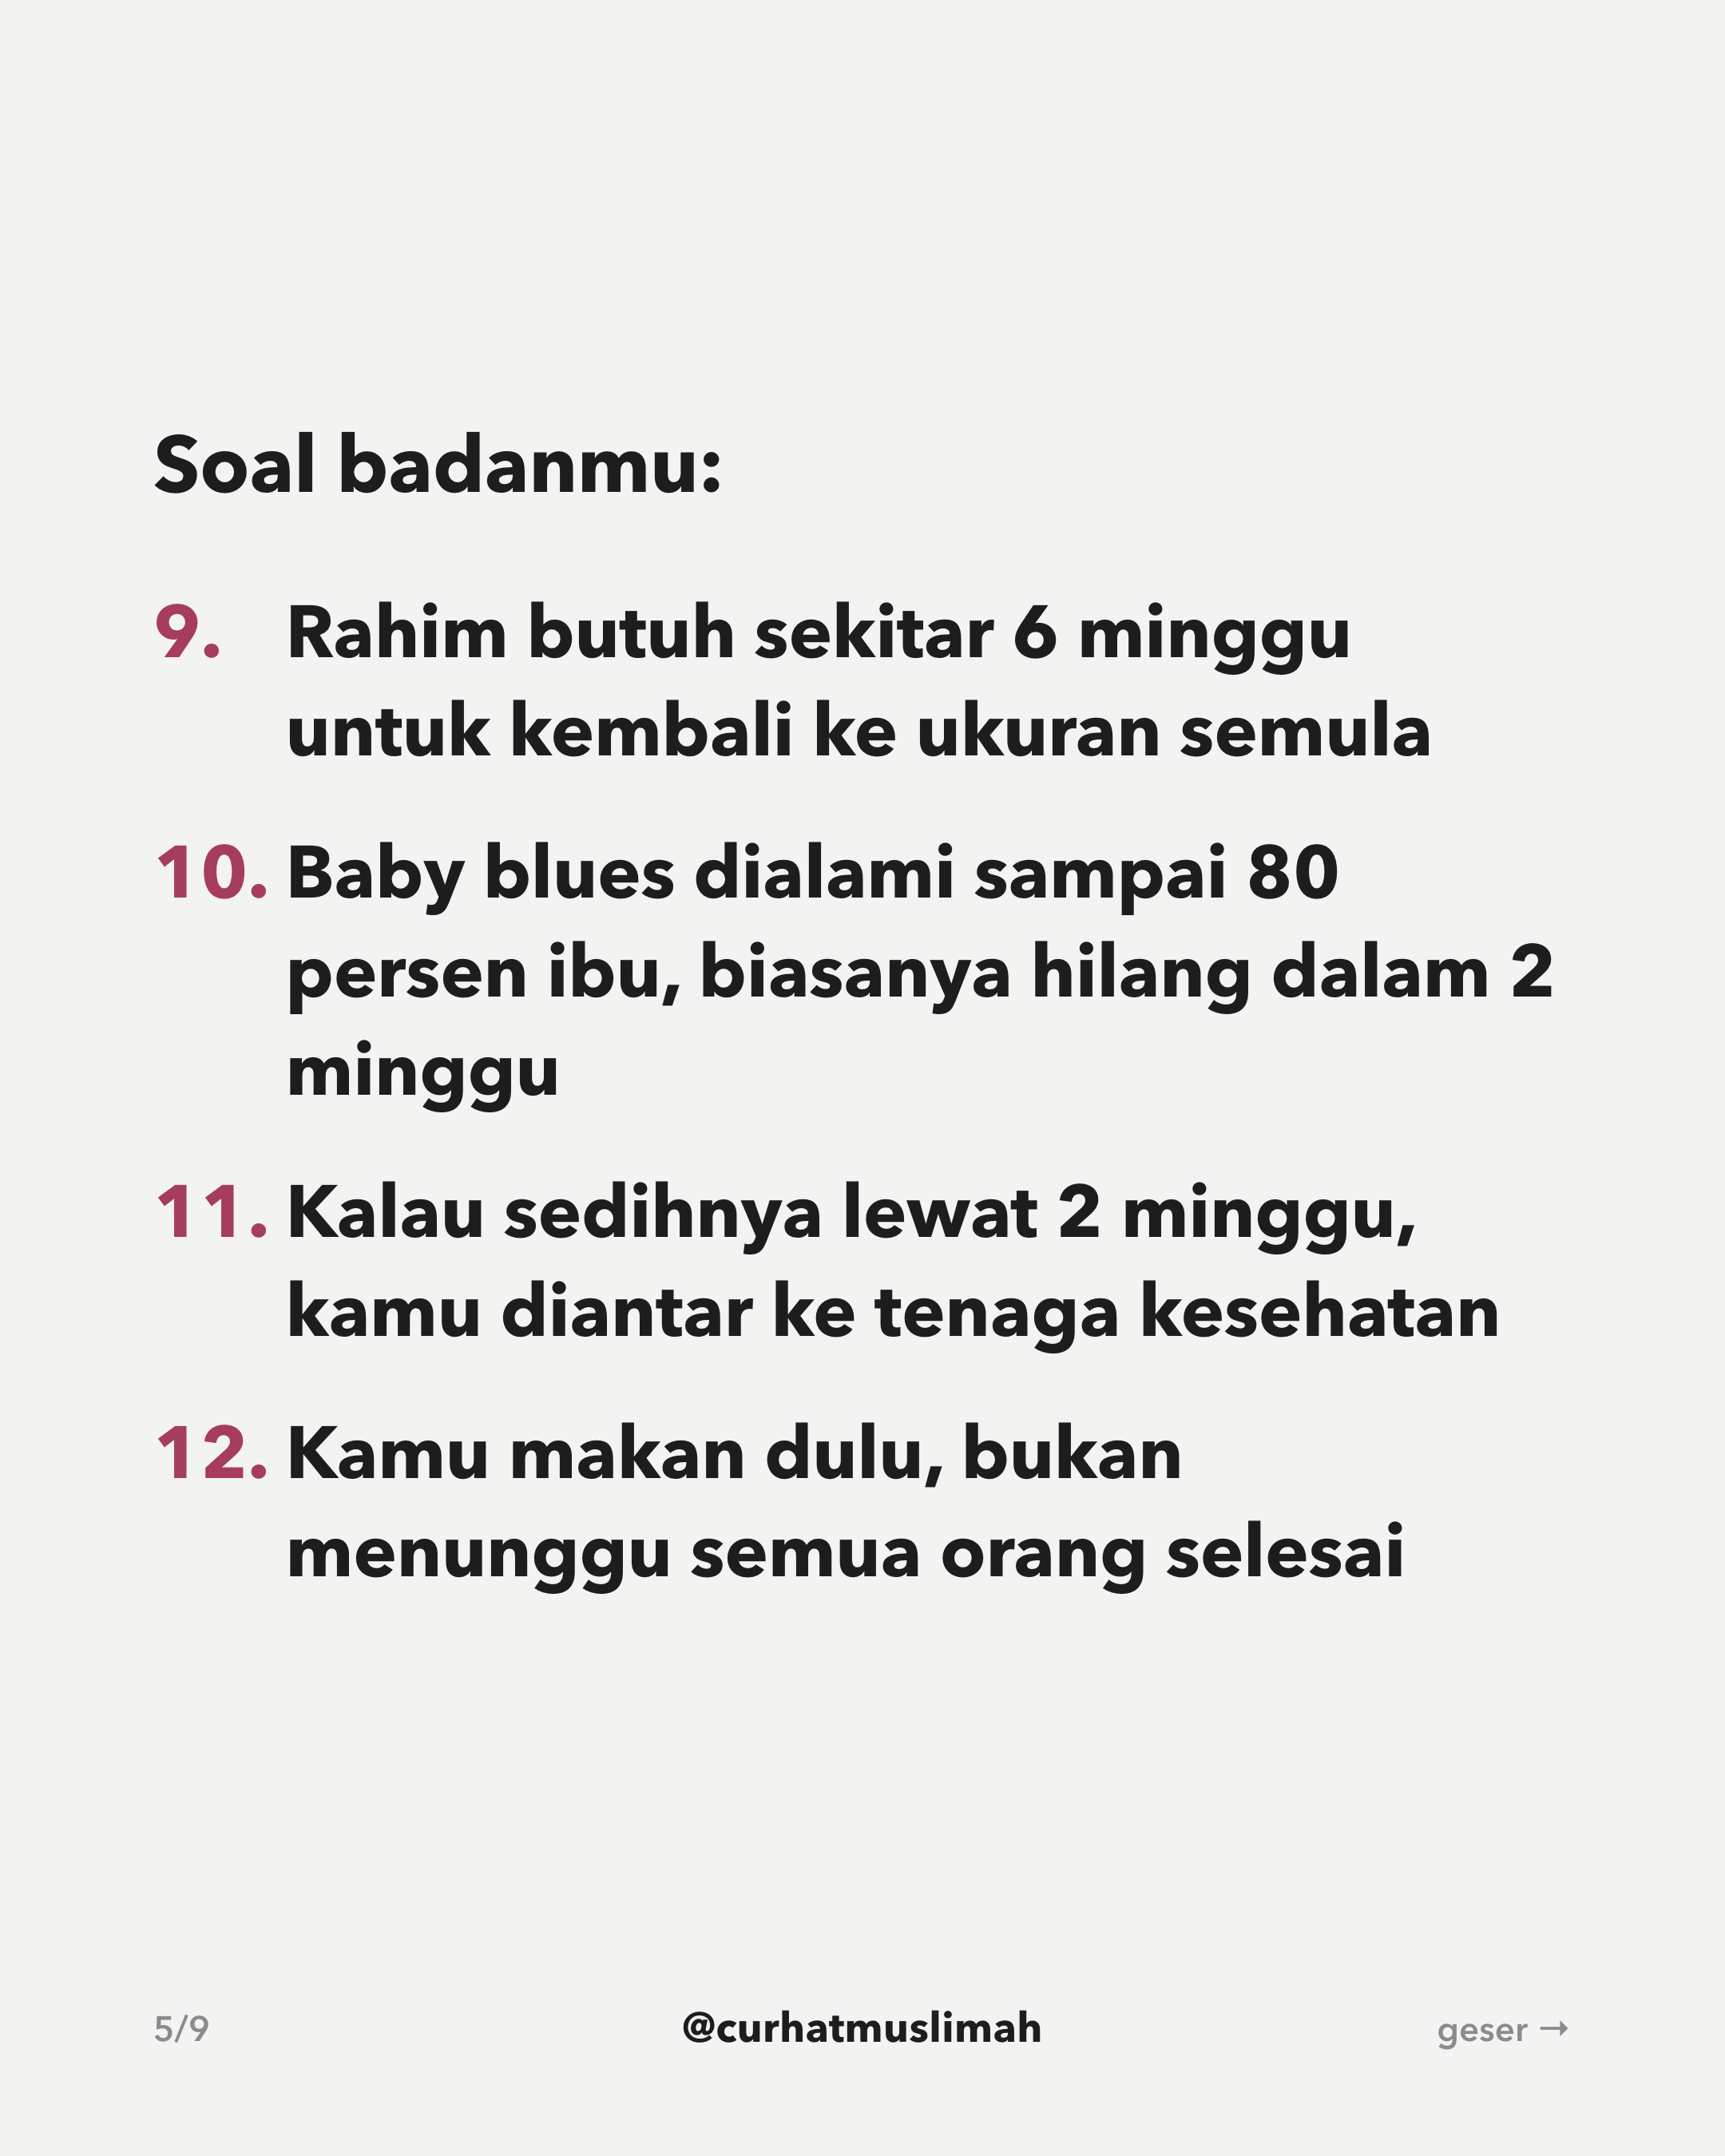 Soal badanmu:
9. Rahim butuh sekitar 6 minggu
untuk kembali ke ukuran semula
10. Baby blues dialami sampai 80
persen ibu, biasanya hilang dalam 2
minggu
11. Kalau sedihnya lewat 2 minggu,
kamu diantar ke tenaga kesehatan
12. Kamu makan dulu, bukan
menunggu semua orang selesai
5/9
@curhatmuslimah
geser →